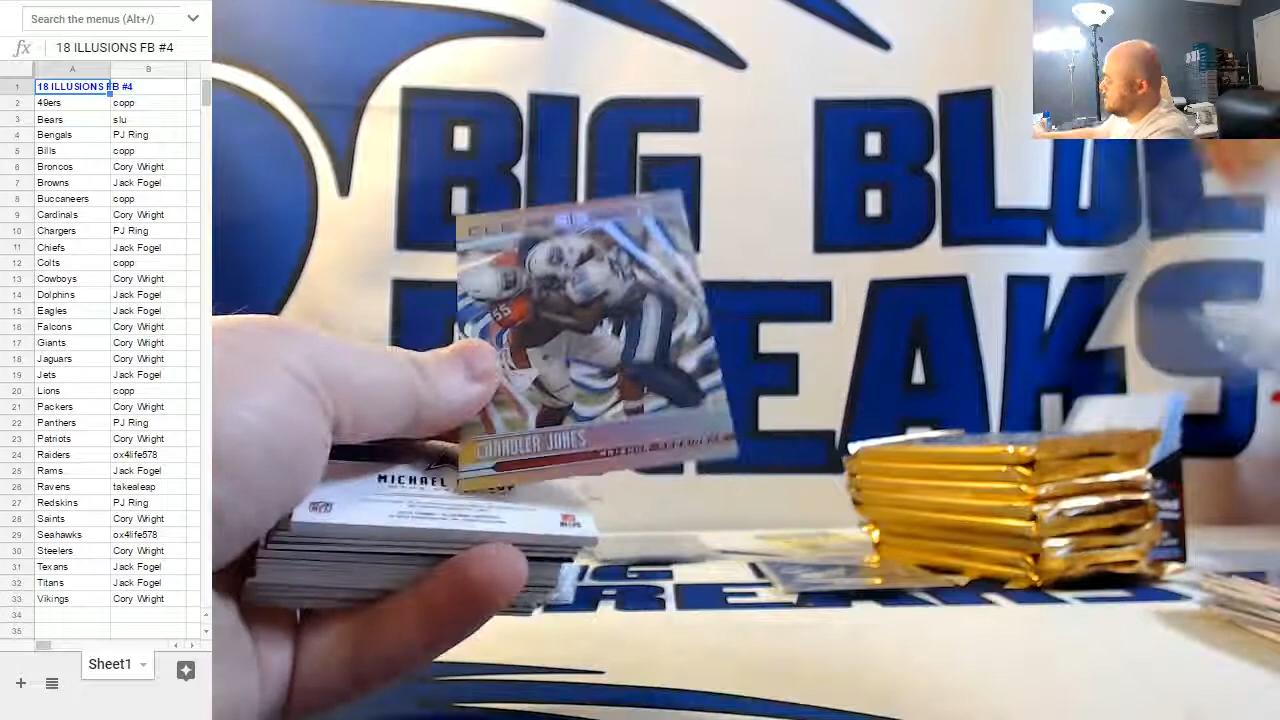 Search the menus (Alt+/)
fx 18 ILLUSIONS FB #4
A B
1 18 ILLUSIONS FB #4
2 49ers copp
3 Bears slu
4 Bengals PJ Ring
5 Bills copp
6 Broncos Cory Wright
7 Browns Jack Fogel
8 Buccaneers copp
9 Cardinals Cory Wright
10 Chargers PJ Ring
11 Chiefs Jack Fogel
12 Colts copp
13 Cowboys Cory Wright
14 Dolphins Jack Fogel
15 Eagles Jack Fogel
16 Falcons Cory Wright
17 Giants Cory Wright
18 Jaguars Cory Wright
19 Jets Jack Fogel
20 Lions copp
21 Packers Cory Wright
22 Panthers PJ Ring
23 Patriots Cory Wright
24 Raiders ox4life578
25 Rams Jack Fogel
26 Ravens takealeap
27 Redskins PJ Ring
28 Saints Cory Wright
29 Seahawks ox4life578
30 Steelers Cory Wright
31 Texans Jack Fogel
32 Titans Jack Fogel
33 Vikings Cory Wright
34
35
Sheet1
BIG BLUE
BREAKS
55
CHANDLER JONES
MICHAEL